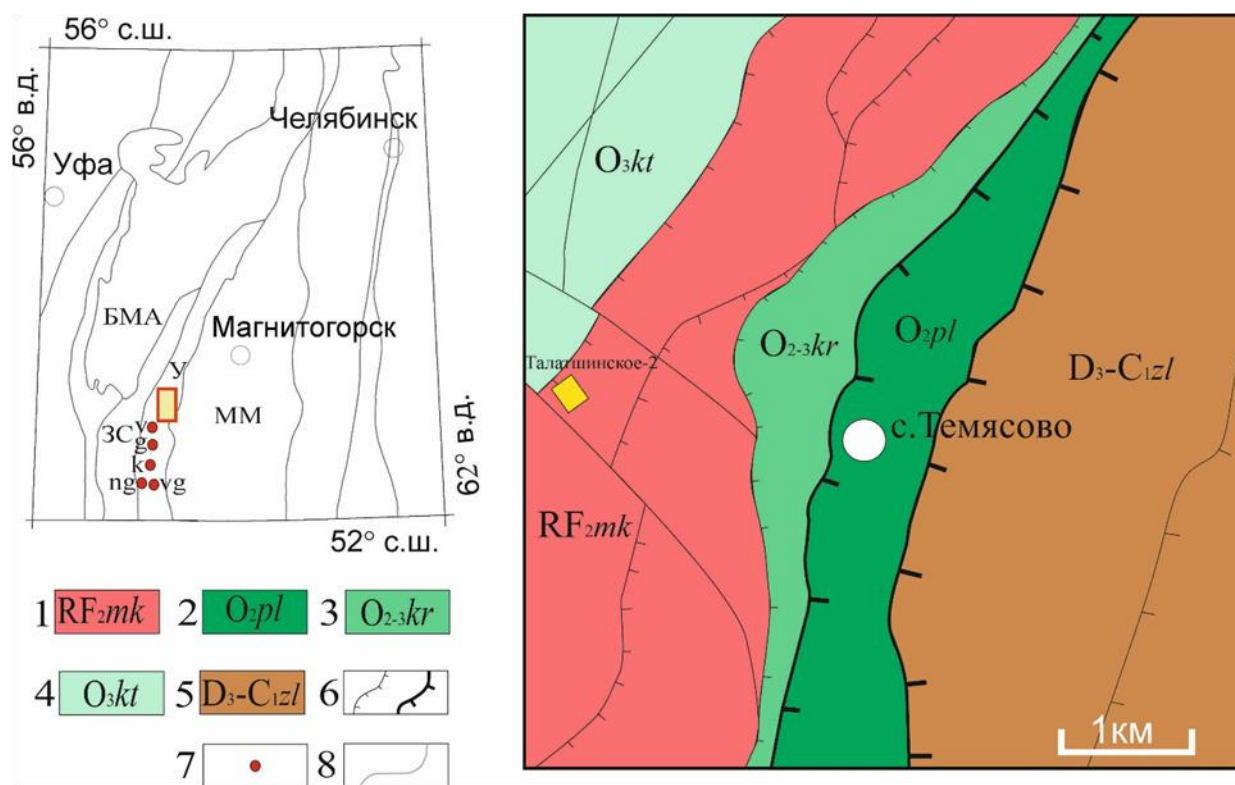 56° с.ш.
56° в.д.
Челябинск
Уфа
БМА
Магнитогорск
У
ММ
ЗС
v
g
k
ng
vg
62° в.д.
52° с.ш.
1 RF₂mk
2 O₂pl
3 O₂₋₃kr
4 O₃kt
5 D₃-C₁zl
6
7
8
O₃kt
Талатшинское-2
O₂₋₃kr
O₂pl
D₃-C₁zl
с.Темясово
RF₂mk
1км